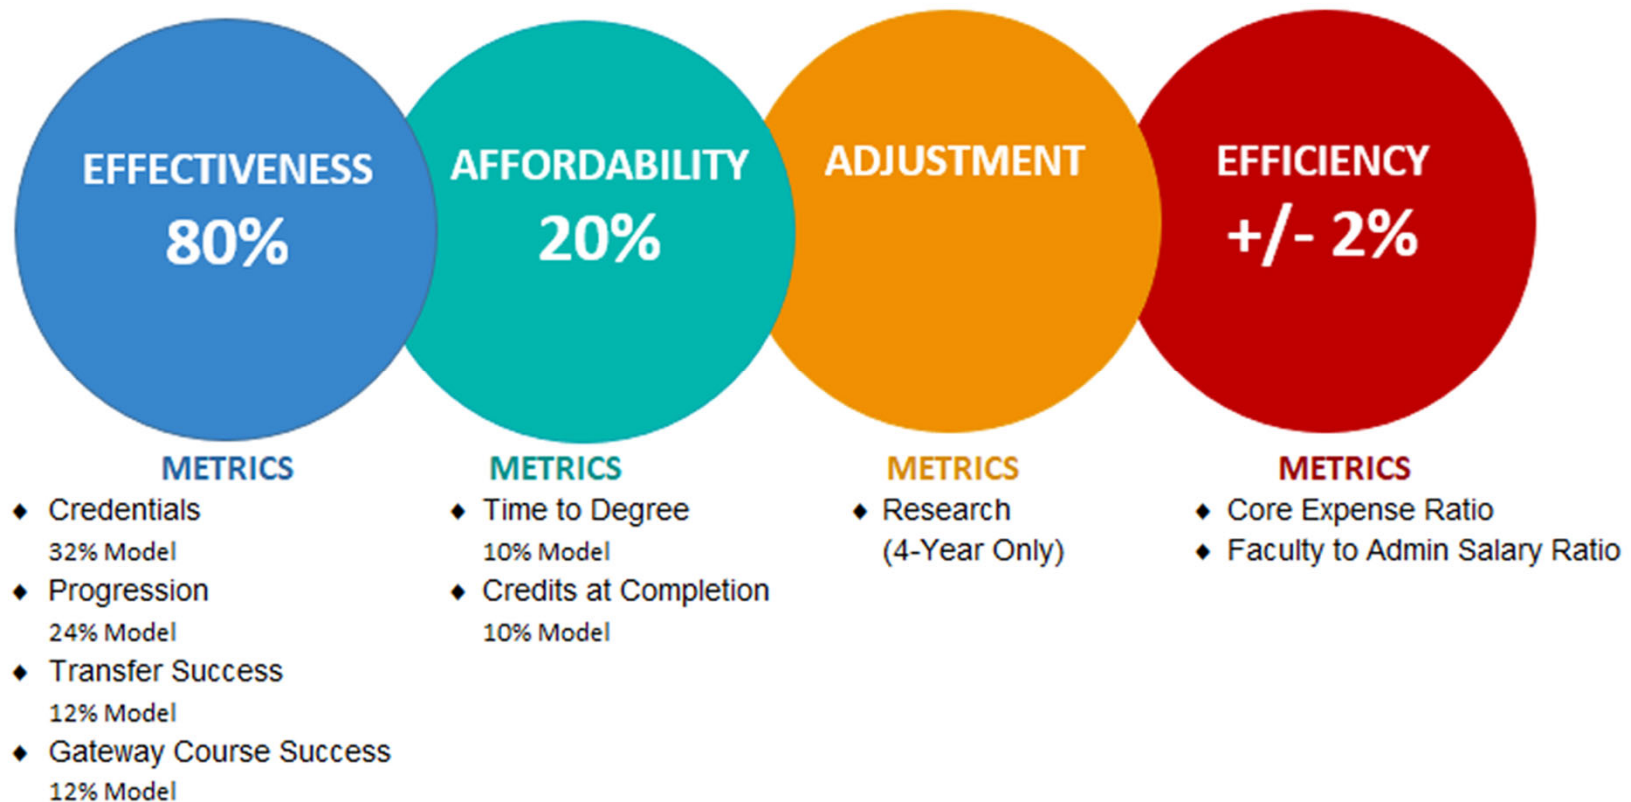 EFFECTIVENESS
80%
AFFORDABILITY
20%
ADJUSTMENT
EFFICIENCY
+/- 2%
METRICS
♦ Credentials
32% Model
♦ Progression
24% Model
♦ Transfer Success
12% Model
♦ Gateway Course Success
12% Model
METRICS
♦ Time to Degree
10% Model
♦ Credits at Completion
10% Model
METRICS
♦ Research
(4-Year Only)
METRICS
♦ Core Expense Ratio
♦ Faculty to Admin Salary Ratio